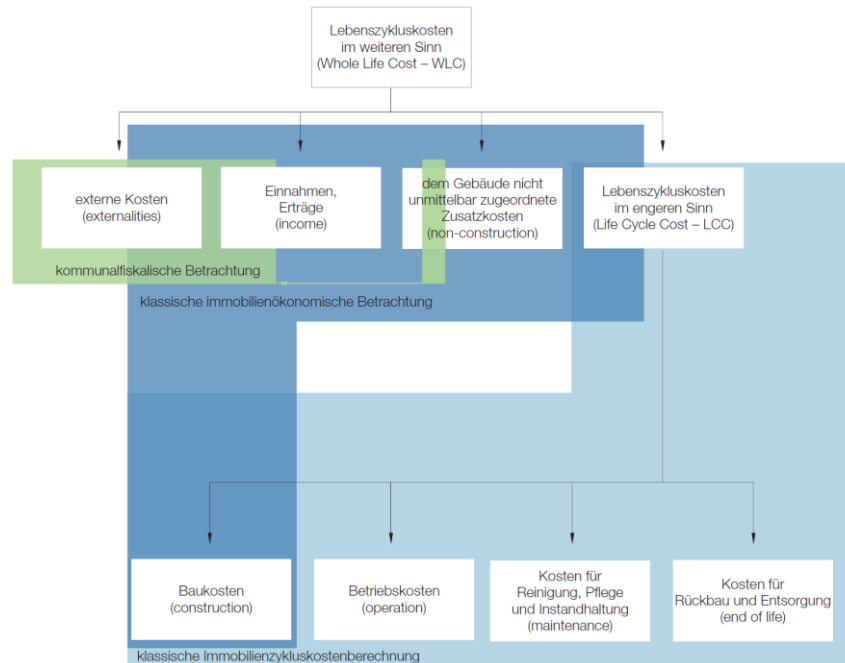 Lebenszykluskosten
im weiteren Sinn
(Whole Life Cost – WLC)
externe Kosten
(externalities)
Einnahmen,
Erträge
(income)
dem Gebäude nicht
unmittelbar zugeordnete
Zusatzkosten
(non-construction)
Lebenszykluskosten
im engeren Sinn
(Life Cycle Cost – LCC)
kommunalfiskalische Betrachtung
klassische immobilienökonomische Betrachtung
Baukosten
(construction)
Betriebskosten
(operation)
Kosten für
Reinigung, Pflege
und Instandhaltung
(maintenance)
Kosten für
Rückbau und Entsorgung
(end of life)
klassische Immobilienzykluskostenberechnung